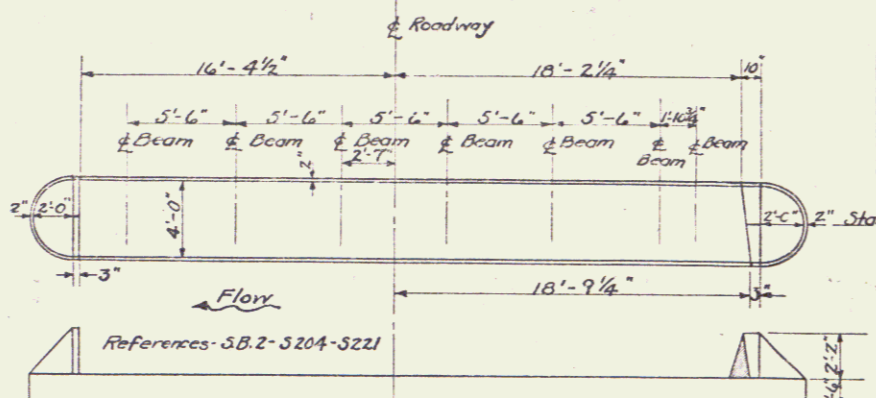 ℄ Roadway
16'-4½" 18'-2¼" 10"
5'-6" 5'-6" 5'-6" 5'-6" 5'-6" 1'-10¾"
℄ Beam ℄ Beam ℄ Beam ℄ Beam ℄ Beam ℄ Beam ℄ Beam
2'-7"
2"
2" 2'-0" 4'-0" 2'-0" 2" Sta
3" 18'-9¼" 3"
Flow
References-S.B.2-S204-S221
2'-2"
6"